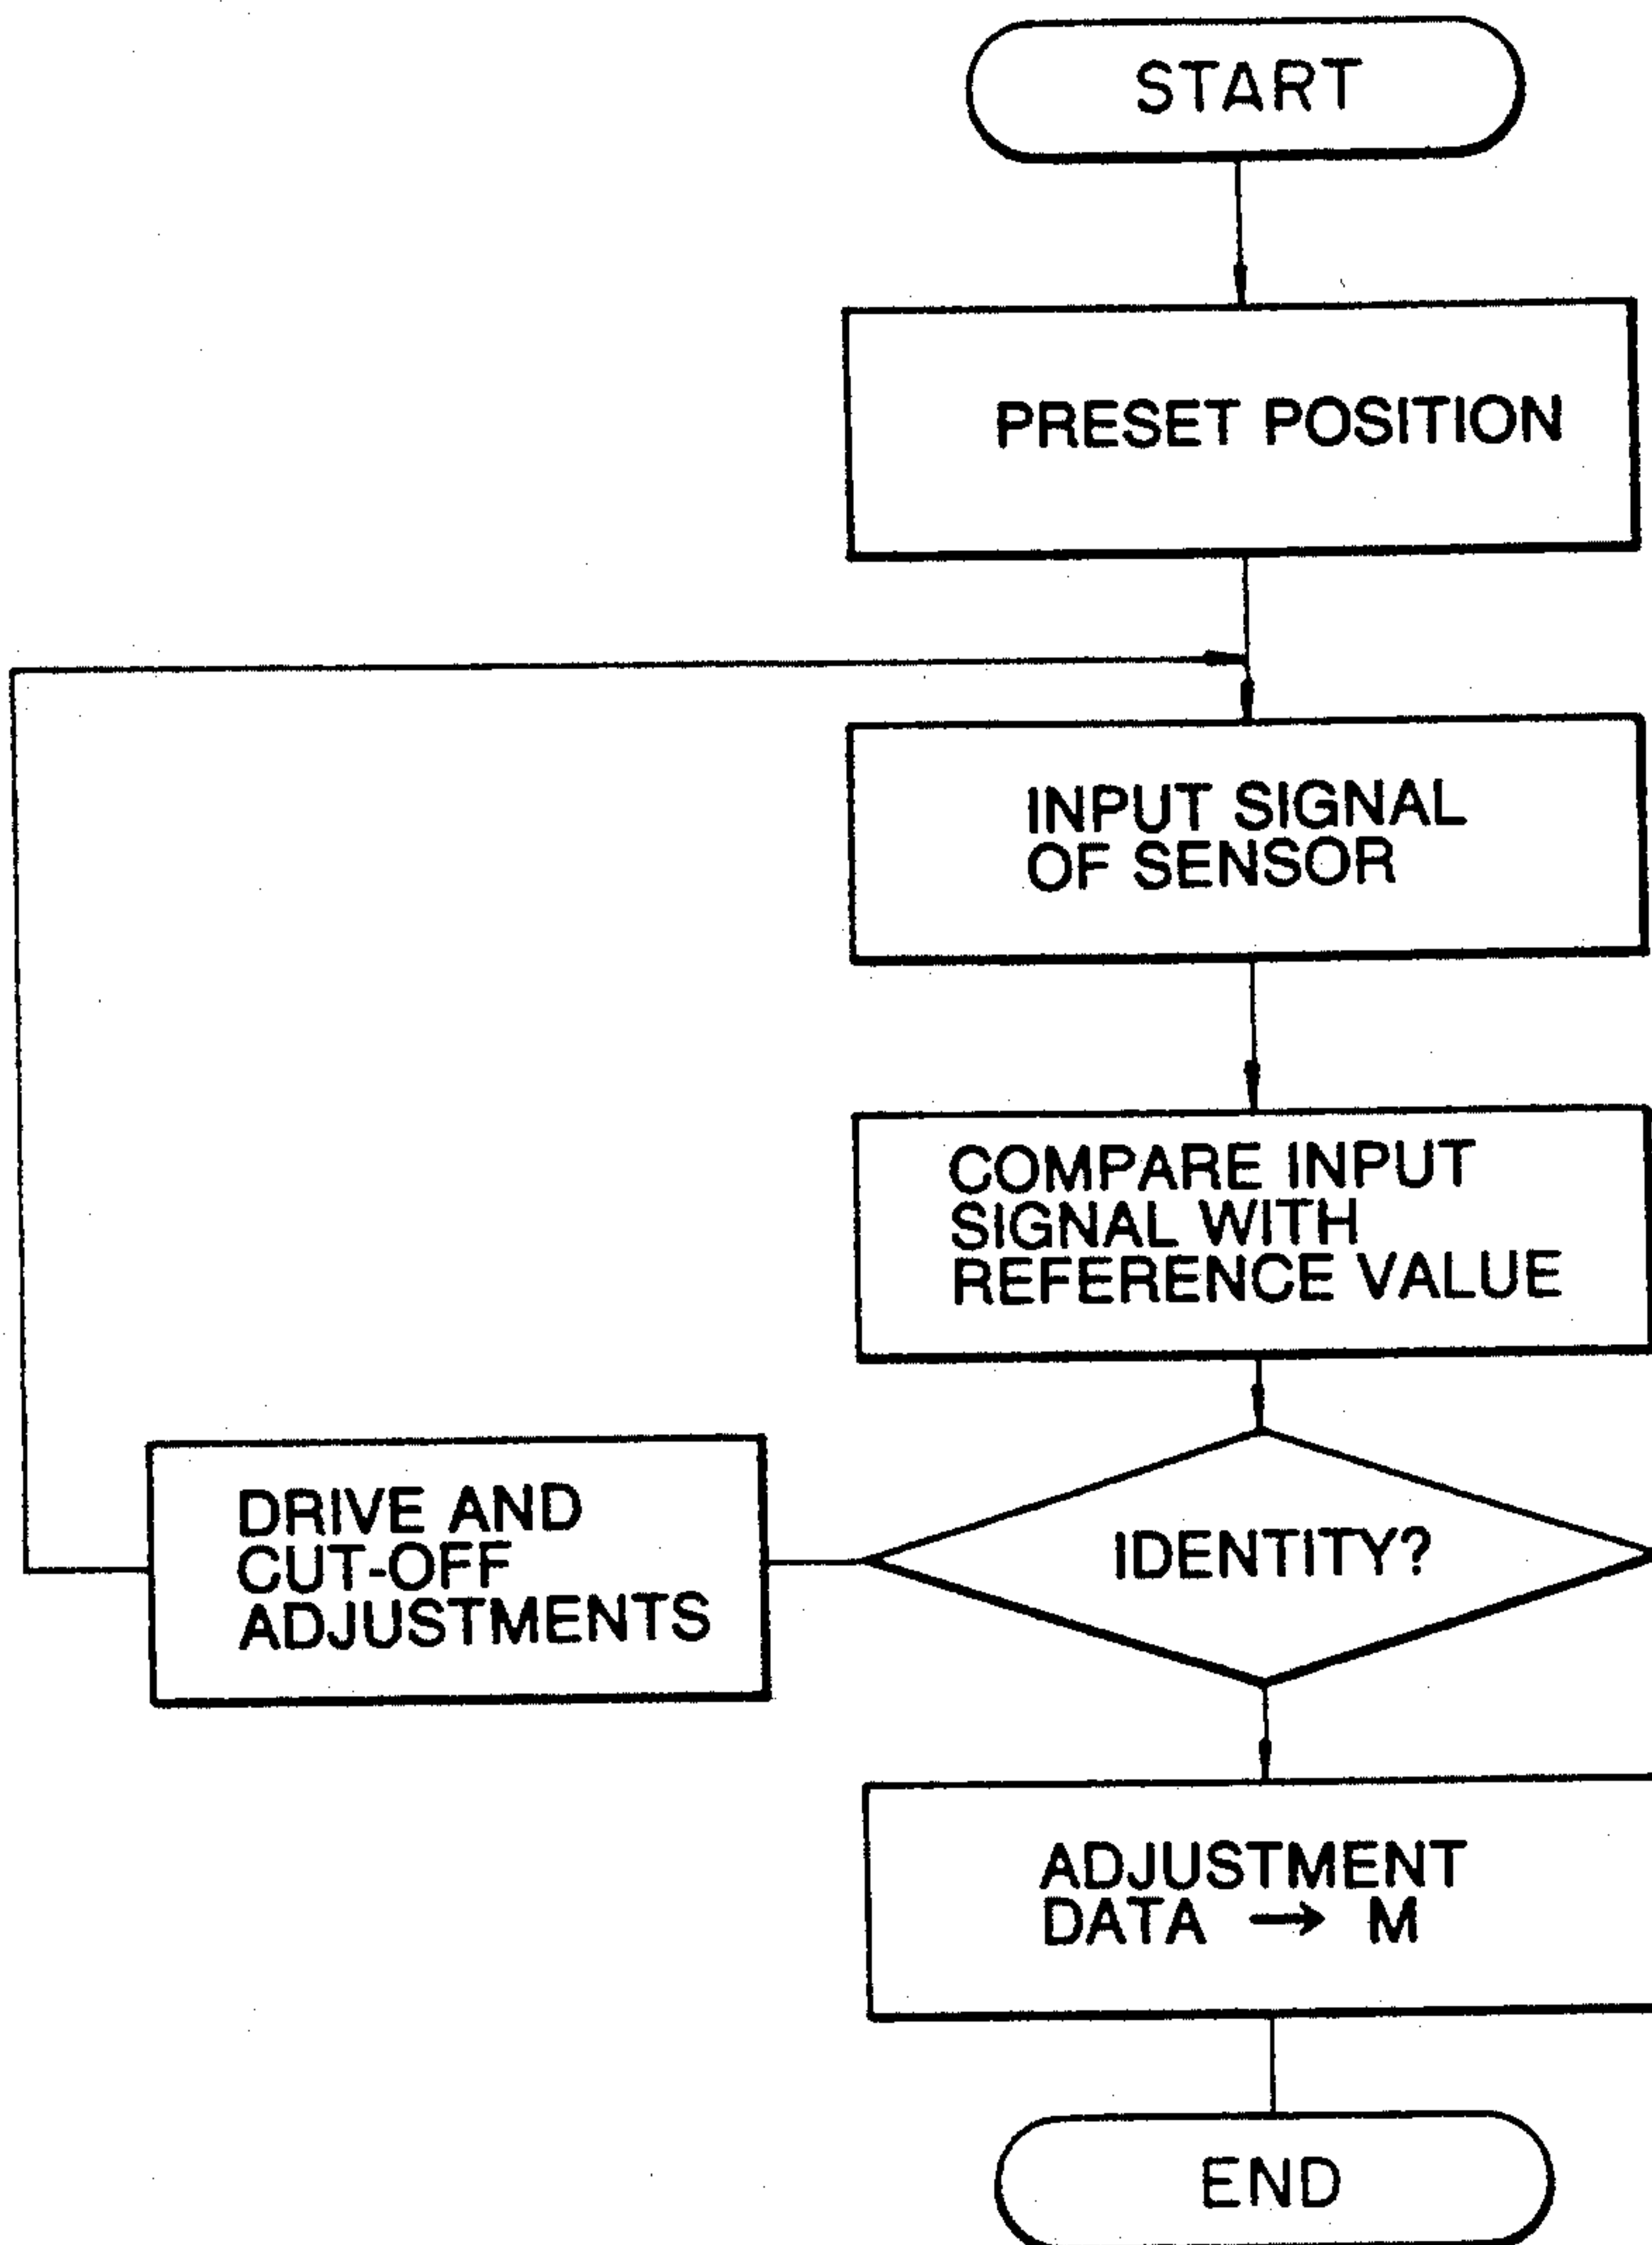 START
PRESET POSITION
INPUT SIGNAL
OF SENSOR
COMPARE INPUT
SIGNAL WITH
REFERENCE VALUE
IDENTITY?
DRIVE AND
CUT-OFF
ADJUSTMENTS
ADJUSTMENT
DATA → M
END